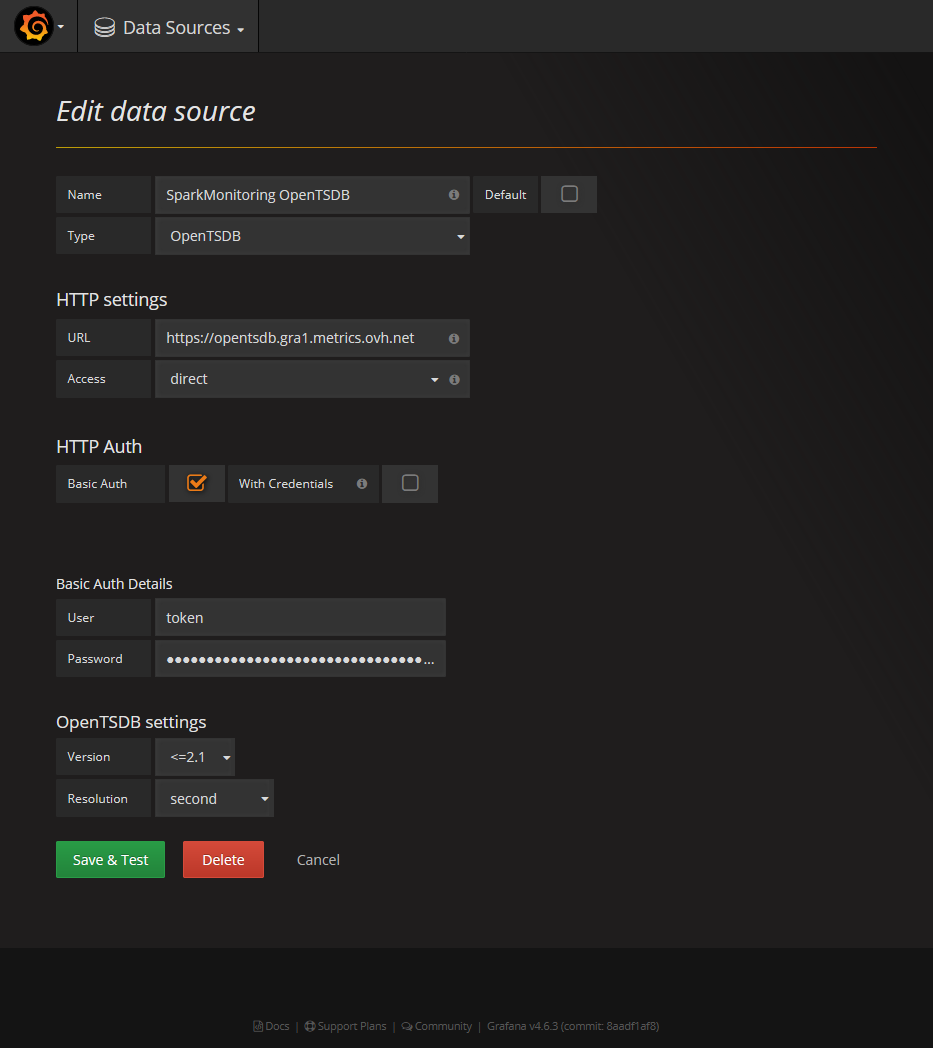 Data Sources
Edit data source
Name SparkMonitoring OpenTSDB Default
Type OpenTSDB
HTTP settings
URL https://opentsdb.gra1.metrics.ovh.net
Access direct
HTTP Auth
Basic Auth With Credentials
Basic Auth Details
User token
Password ●●●●●●●●●●●●●●●●●●●●●●●●●●●●●●●●...
OpenTSDB settings
Version <=2.1
Resolution second
Save & Test Delete Cancel
Docs | Support Plans | Community | Grafana v4.6.3 (commit: 8aadf1af8)